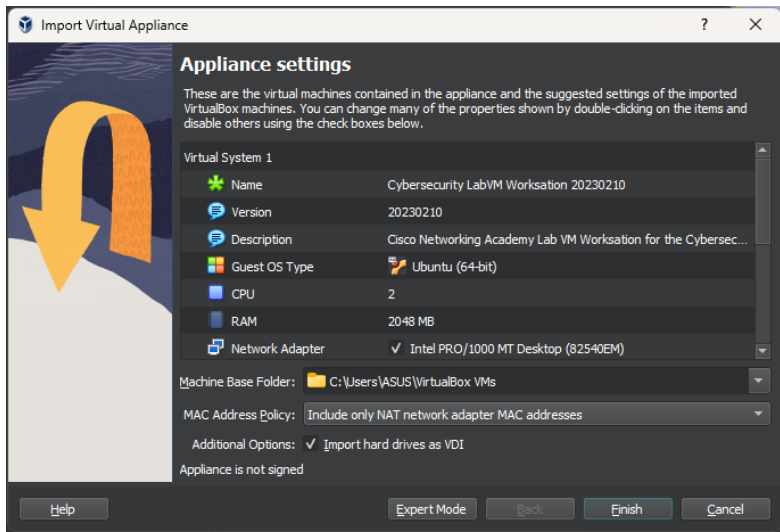 Import Virtual Appliance
?
Appliance settings
These are the virtual machines contained in the appliance and the suggested settings of the imported
VirtualBox machines. You can change many of the properties shown by double-clicking on the items and
disable others using the check boxes below.
Virtual System 1
Name Cybersecurity LabVM Worksation 20230210
Version 20230210
Description Cisco Networking Academy Lab VM Worksation for the Cybersec...
Guest OS Type Ubuntu (64-bit)
CPU 2
RAM 2048 MB
Network Adapter Intel PRO/1000 MT Desktop (82540EM)
Machine Base Folder: C:\Users\ASUS\VirtualBox VMs
MAC Address Policy: Include only NAT network adapter MAC addresses
Additional Options: Import hard drives as VDI
Appliance is not signed
Help Expert Mode Back Finish Cancel